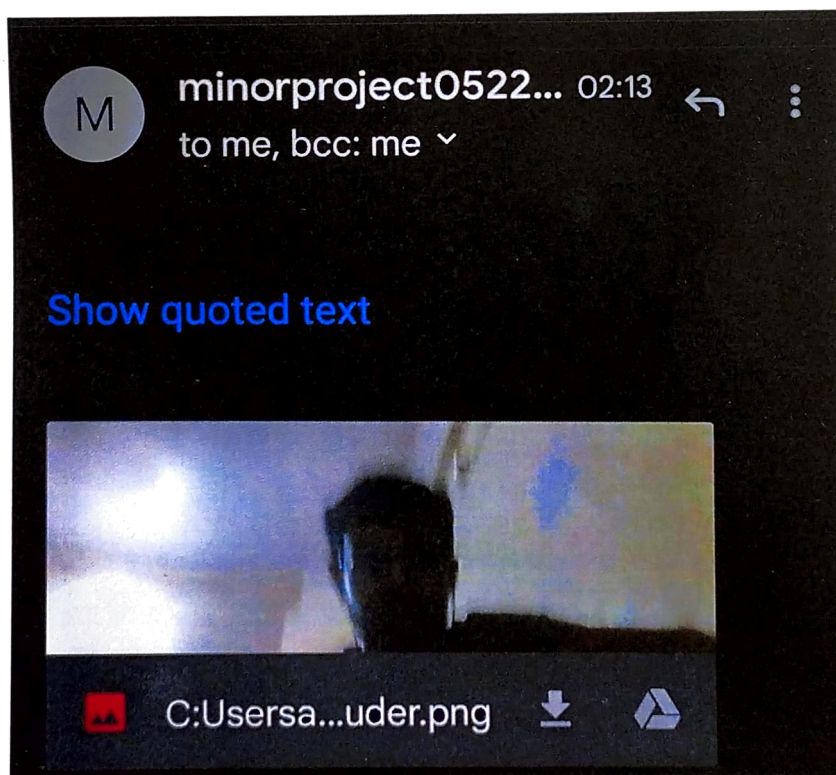 M
minorproject0522... 02:13
to me, bcc: me
Show quoted text
C:Usersa...uder.png